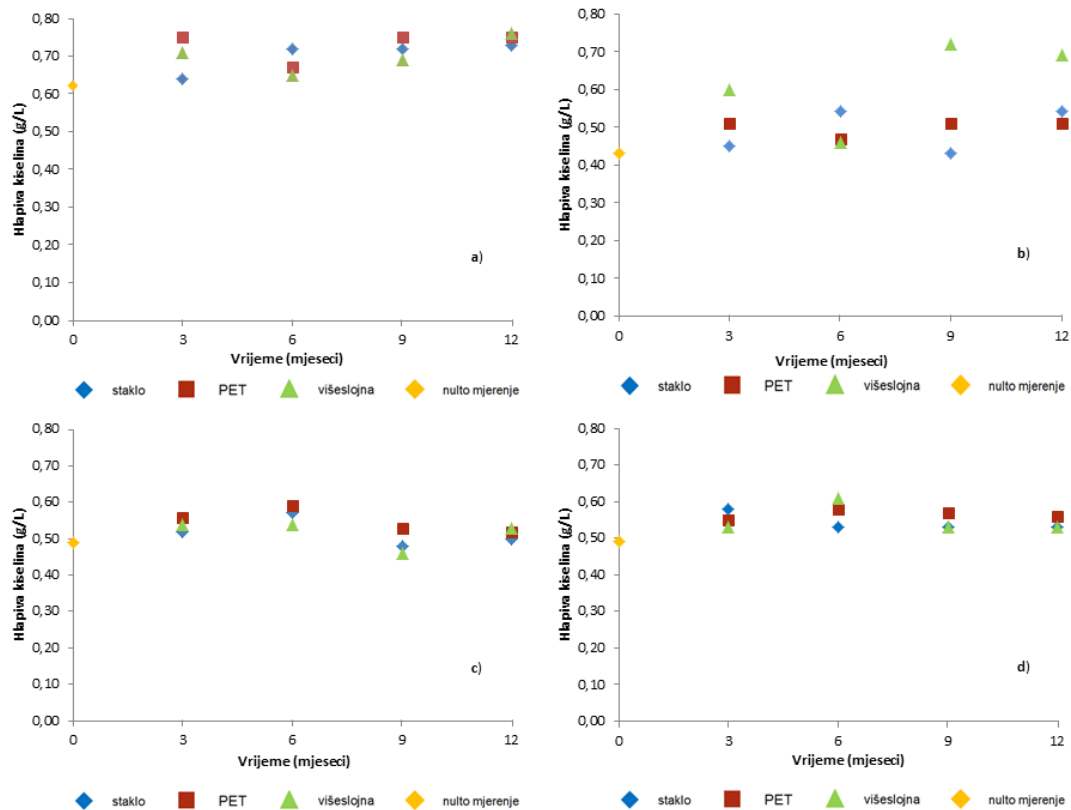 0,80
0,70
0,60
0,50
0,40
0,30
0,20
0,10
0,00
Hlapiva kiselina (g/L)
a)
0 3 6 9 12
Vrijeme (mjeseci)
staklo PET višeslojna nulto mjerenje
0,80
0,70
0,60
0,50
0,40
0,30
0,20
0,10
0,00
Hlapiva kiselina (g/L)
b)
0 3 6 9 12
Vrijeme (mjeseci)
staklo PET višeslojna nulto mjerenje
0,80
0,70
0,60
0,50
0,40
0,30
0,20
0,10
0,00
Hlapiva kiselina (g/L)
c)
0 3 6 9 12
Vrijeme (mjeseci)
staklo PET višeslojna nulto mjerenje
0,80
0,70
0,60
0,50
0,40
0,30
0,20
0,10
0,00
Hlapiva kiselina (g/L)
d)
0 3 6 9 12
Vrijeme (mjeseci)
staklo PET višeslojna nulto mjerenje